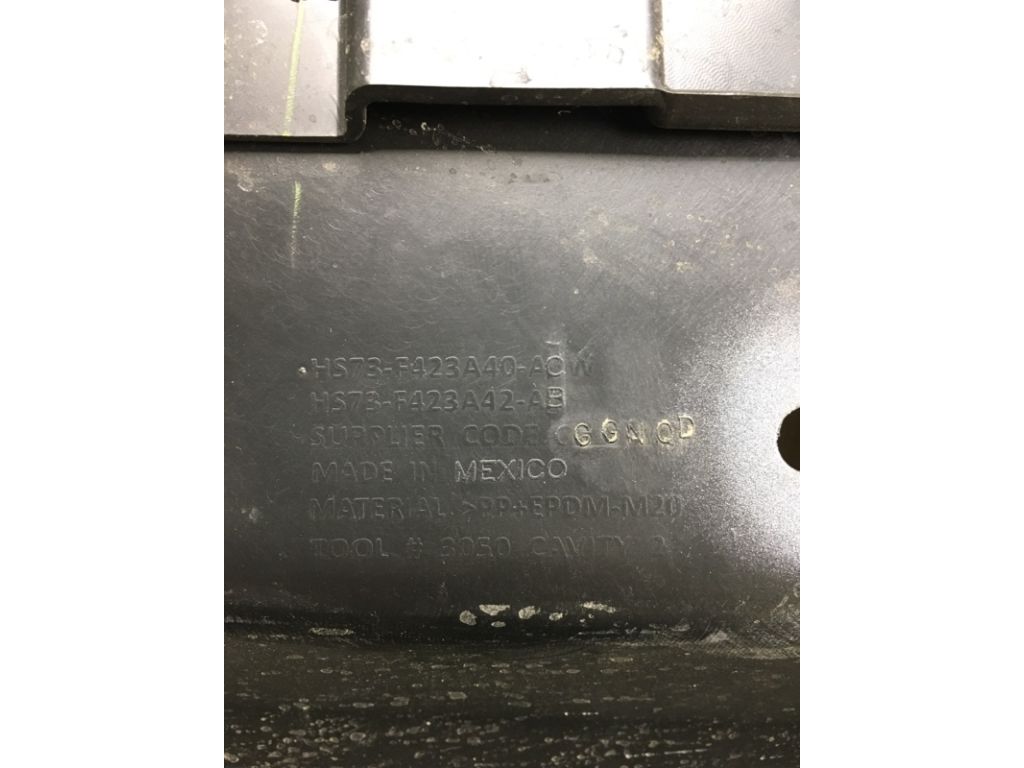 HS73-F423A40-ACW
HS73-F423A42-AB
SUPPLIER CODE GGNQD
MADE IN MEXICO
MATERIAL >PP+EPDM-M20
TOOL # 3050 CAVITY 2